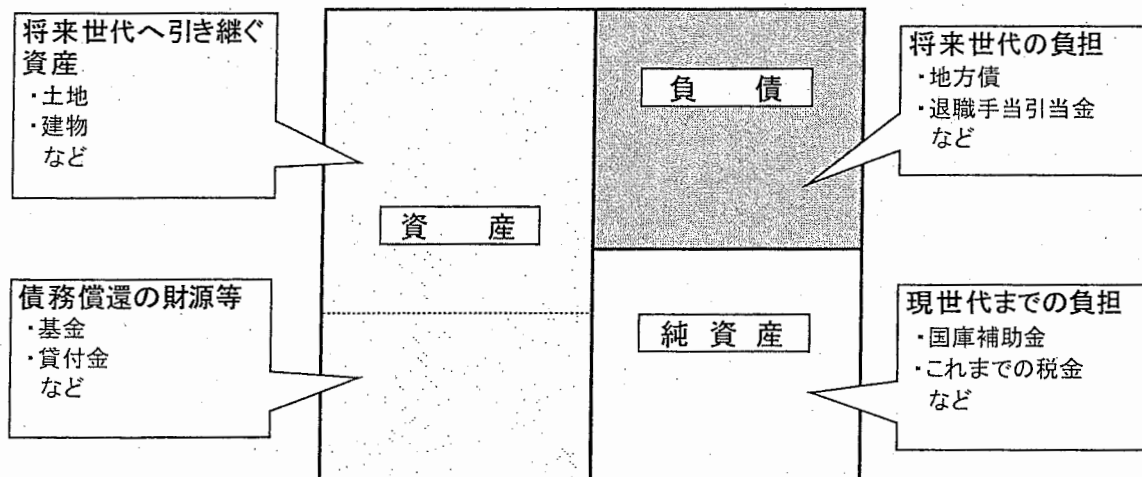 将来世代へ引き継ぐ
資産
・土地
・建物
など
債務償還の財源等
・基金
・貸付金
など
資　産
負　債
純 資 産
将来世代の負担
・地方債
・退職手当引当金
など
現世代までの負担
・国庫補助金
・これまでの税金
など